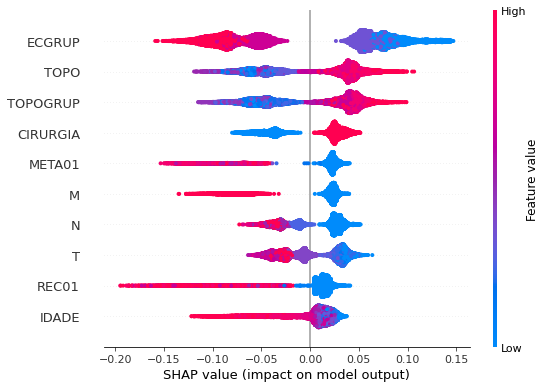 High
ECGRUP
TOPO
TOPOGRUP
CIRURGIA
META01
M
N
T
REC01
IDADE
Feature value
Low
−0.20 −0.15 −0.10 −0.05 0.00 0.05 0.10 0.15
SHAP value (impact on model output)